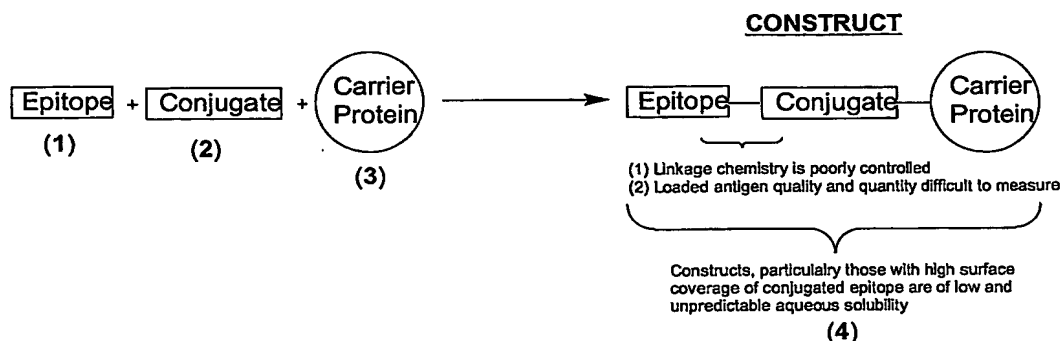 CONSTRUCT
Epitope + Conjugate + Carrier Protein
(1)
(2)
(3)
Epitope Conjugate Carrier Protein
(1) Linkage chemistry is poorly controlled
(2) Loaded antigen quality and quantity difficult to measure
Constructs, particulalry those with high surface
coverage of conjugated epitope are of low and
unpredictable aqueous solubility
(4)